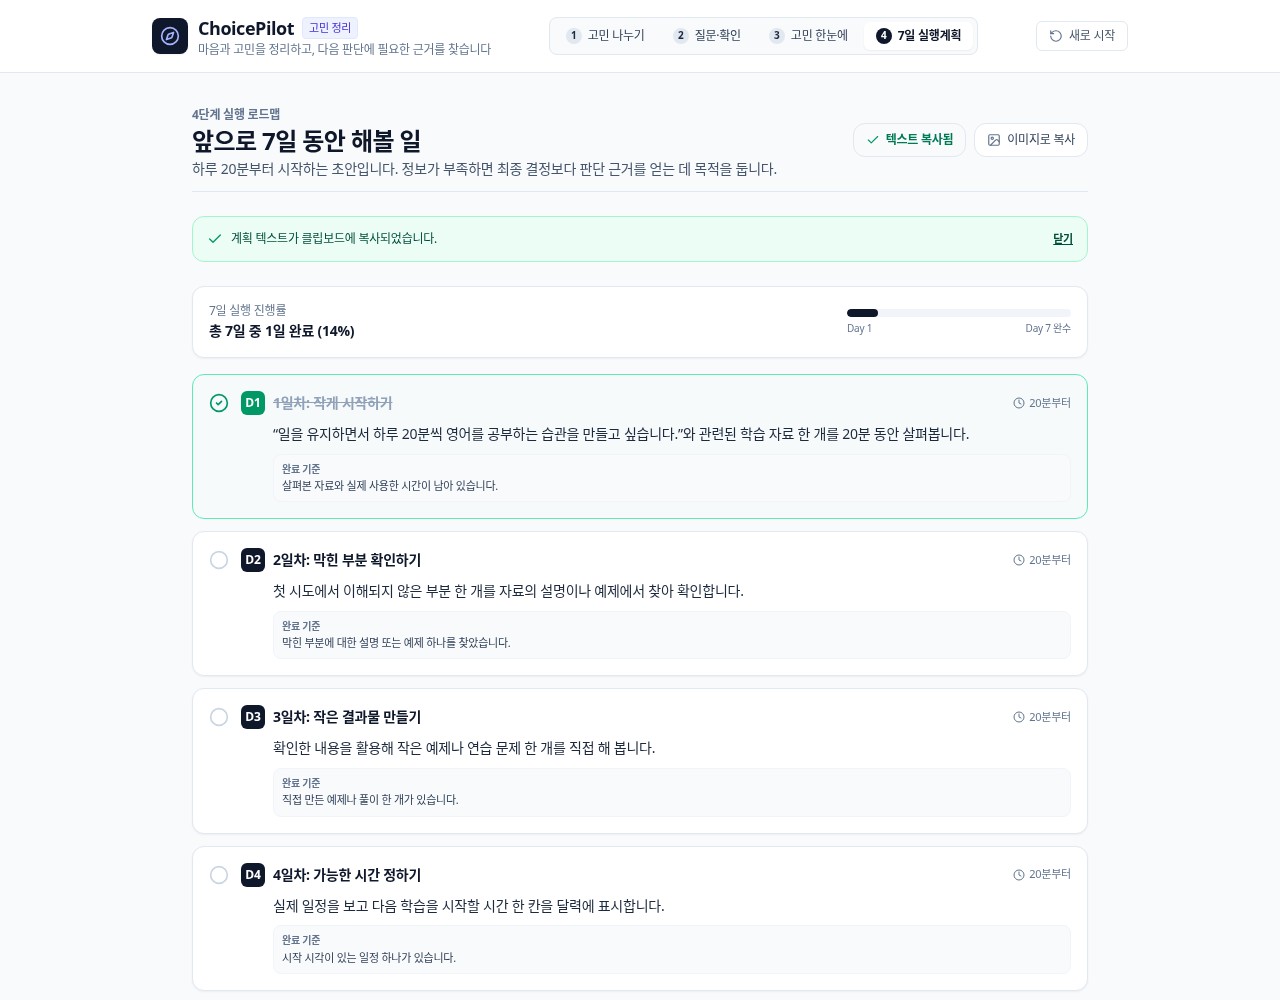 ChoicePilot 고민 정리
마음과 고민을 정리하고, 다음 판단에 필요한 근거를 찾습니다
1 고민 나누기
2 질문·확인
3 고민 한눈에
4 7일 실행계획
새로 시작
4단계 실행 로드맵
앞으로 7일 동안 해볼 일
하루 20분부터 시작하는 초안입니다. 정보가 부족하면 최종 결정보다 판단 근거를 얻는 데 목적을 둡니다.
텍스트 복사됨
이미지로 복사
계획 텍스트가 클립보드에 복사되었습니다.
닫기
7일 실행 진행률
총 7일 중 1일 완료 (14%)
Day 1
Day 7 완수
D1 1일차: 작게 시작하기
20분부터
“일을 유지하면서 하루 20분씩 영어를 공부하는 습관을 만들고 싶습니다.”와 관련된 학습 자료 한 개를 20분 동안 살펴봅니다.
완료 기준
살펴본 자료와 실제 사용한 시간이 남아 있습니다.
D2 2일차: 막힌 부분 확인하기
20분부터
첫 시도에서 이해되지 않은 부분 한 개를 자료의 설명이나 예제에서 찾아 확인합니다.
완료 기준
막힌 부분에 대한 설명 또는 예제 하나를 찾았습니다.
D3 3일차: 작은 결과물 만들기
20분부터
확인한 내용을 활용해 작은 예제나 연습 문제 한 개를 직접 해 봅니다.
완료 기준
직접 만든 예제나 풀이 한 개가 있습니다.
D4 4일차: 가능한 시간 정하기
20분부터
실제 일정을 보고 다음 학습을 시작할 시간 한 칸을 달력에 표시합니다.
완료 기준
시작 시각이 있는 일정 하나가 있습니다.